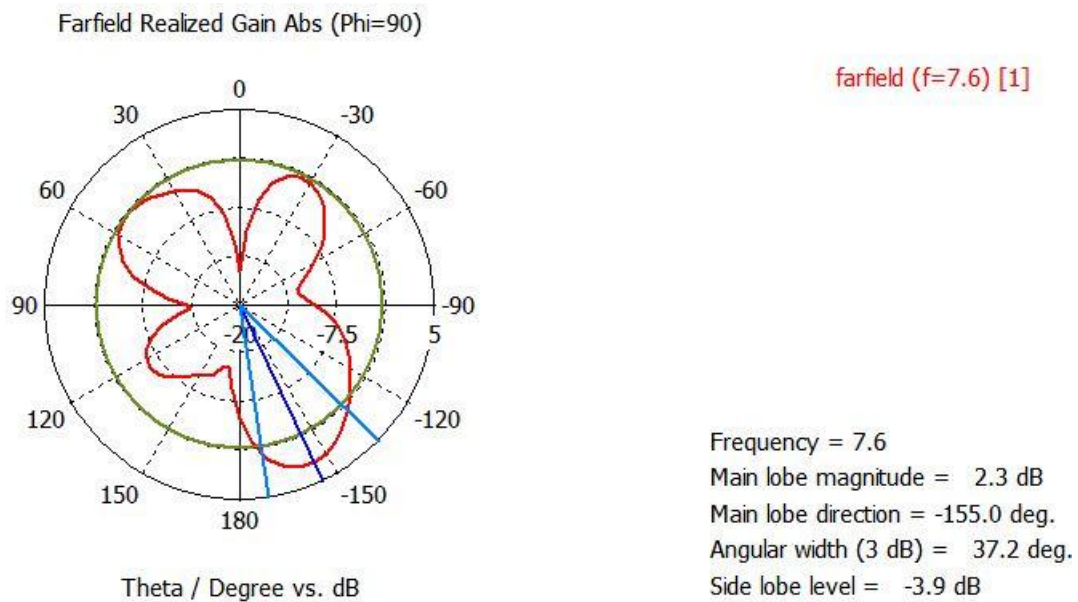 Farfield Realized Gain Abs (Phi=90)
farfield (f=7.6) [1]
0
30
-30
60
-60
90
-20
-7.5
5
-90
120
-120
150
-150
180
Frequency = 7.6
Main lobe magnitude = 2.3 dB
Main lobe direction = -155.0 deg.
Angular width (3 dB) = 37.2 deg.
Side lobe level = -3.9 dB
Theta / Degree vs. dB